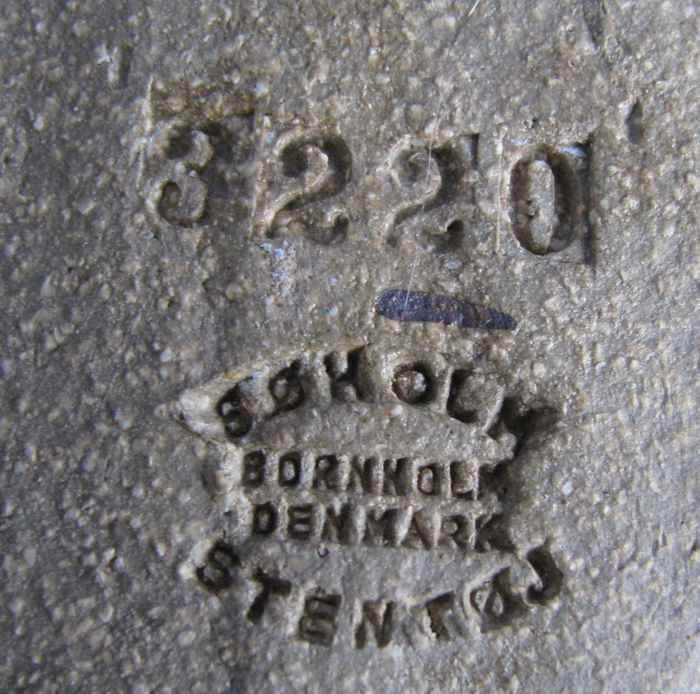 3220
SØHOLM
BORNHOLM
DENMARK
STENTØJ